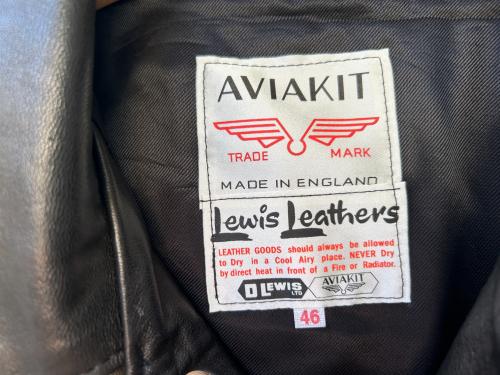 AVIAKIT
TRADE MARK
MADE IN ENGLAND
Lewis Leathers
LEATHER GOODS should always be allowed
to Dry in a Cool Airy place. NEVER Dry
by direct heat in front of a Fire or Radiator.
D LEWIS LTD AVIAKIT
46